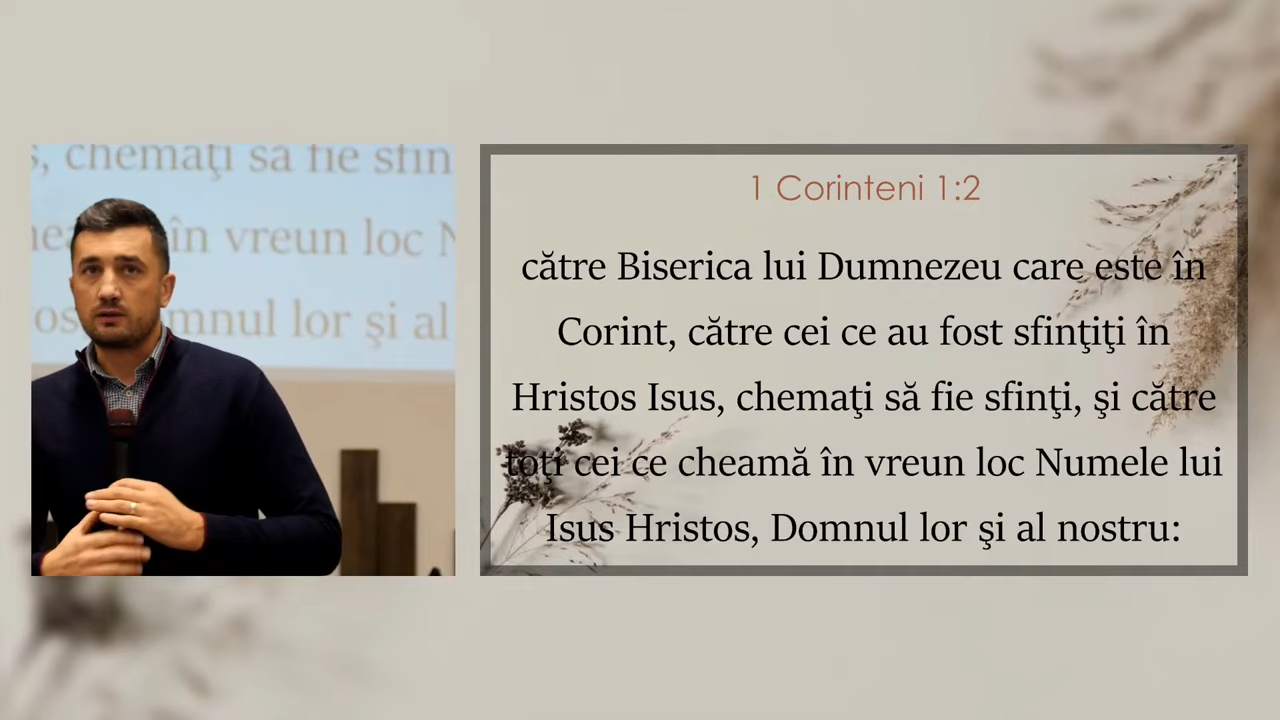 s, chemaţi să fie sfin
în vreun loc N
mnul lor şi al
1 Corinteni 1:2
către Biserica lui Dumnezeu care este în
Corint, către cei ce au fost sfinţiţi în
Hristos Isus, chemaţi să fie sfinţi, şi către
toţi cei ce cheamă în vreun loc Numele lui
Isus Hristos, Domnul lor şi al nostru: